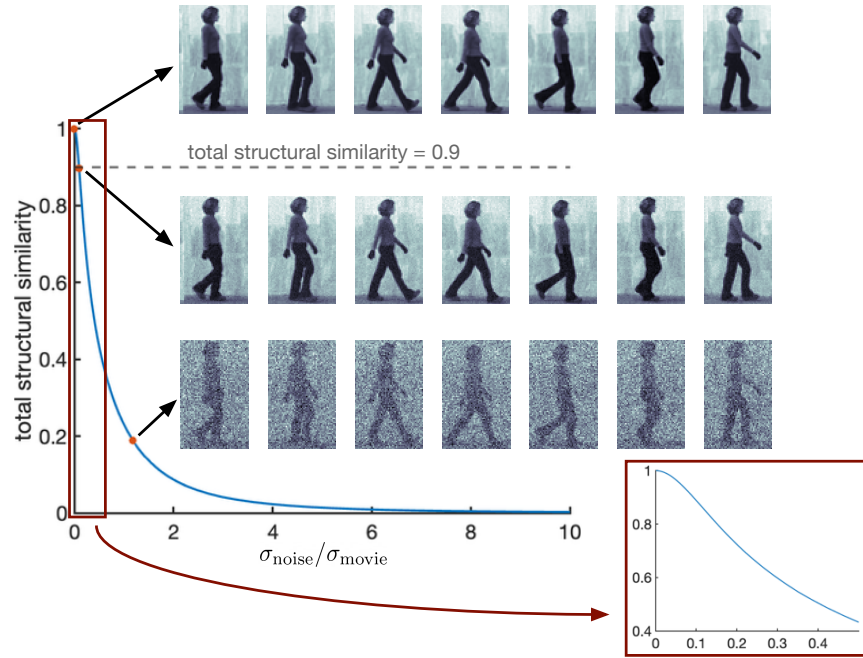 1
total structural similarity = 0.9
0.8
0.6
0.4
0.2
0
total structural similarity
0 2 4 6 8 10
σnoise/σmovie
1
0.8
0.6
0.4
0 0.1 0.2 0.3 0.4